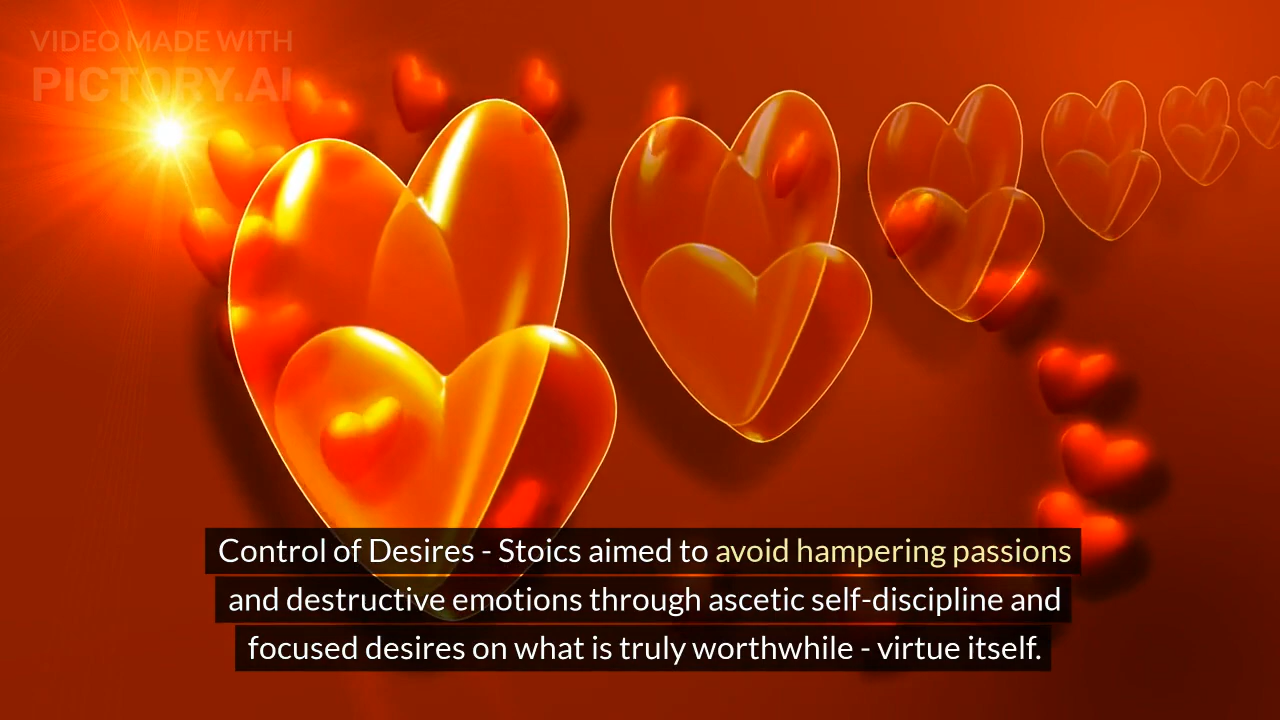 VIDEO MADE WITH
PICTORY.AI
Control of Desires - Stoics aimed to avoid hampering passions
and destructive emotions through ascetic self-discipline and
focused desires on what is truly worthwhile - virtue itself.